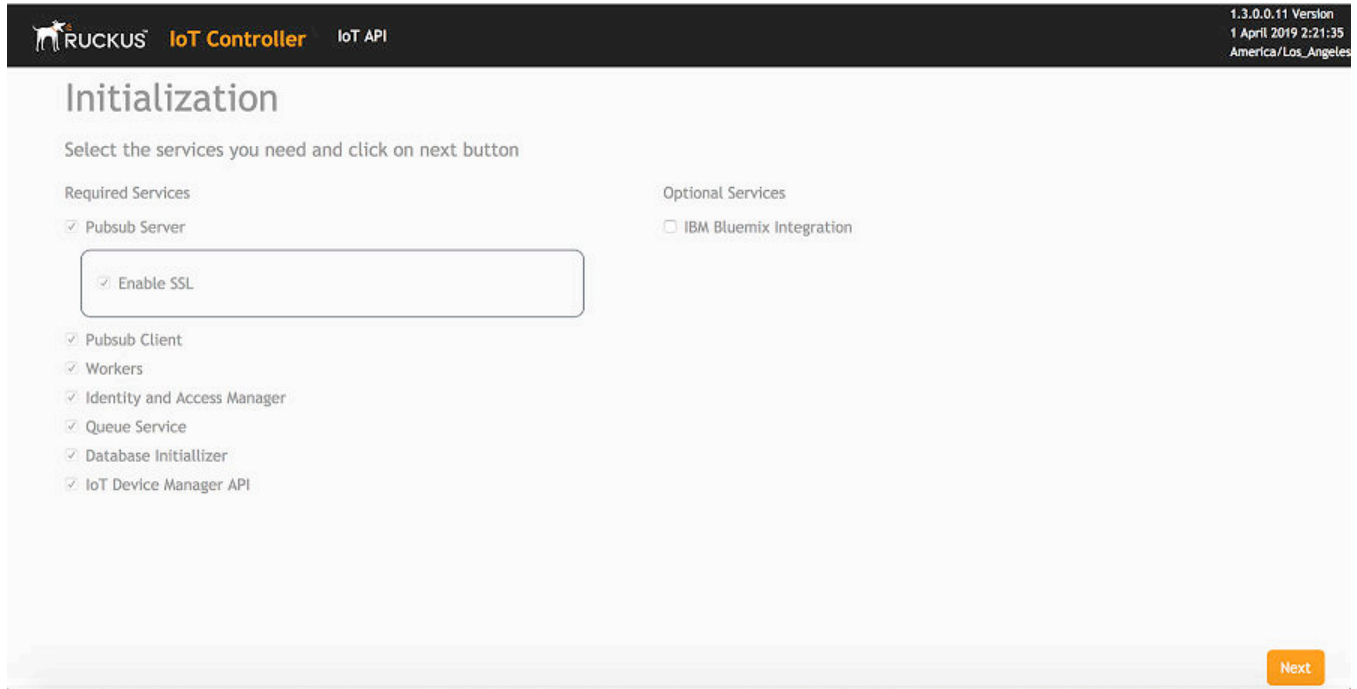 RUCKUS IoT Controller IoT API
1.3.0.0.11 Version
1 April 2019 2:21:35
America/Los_Angeles
Initialization
Select the services you need and click on next button
Required Services
Pubsub Server
Enable SSL
Pubsub Client
Workers
Identity and Access Manager
Queue Service
Database Initiallizer
IoT Device Manager API
Optional Services
IBM Bluemix Integration
Next